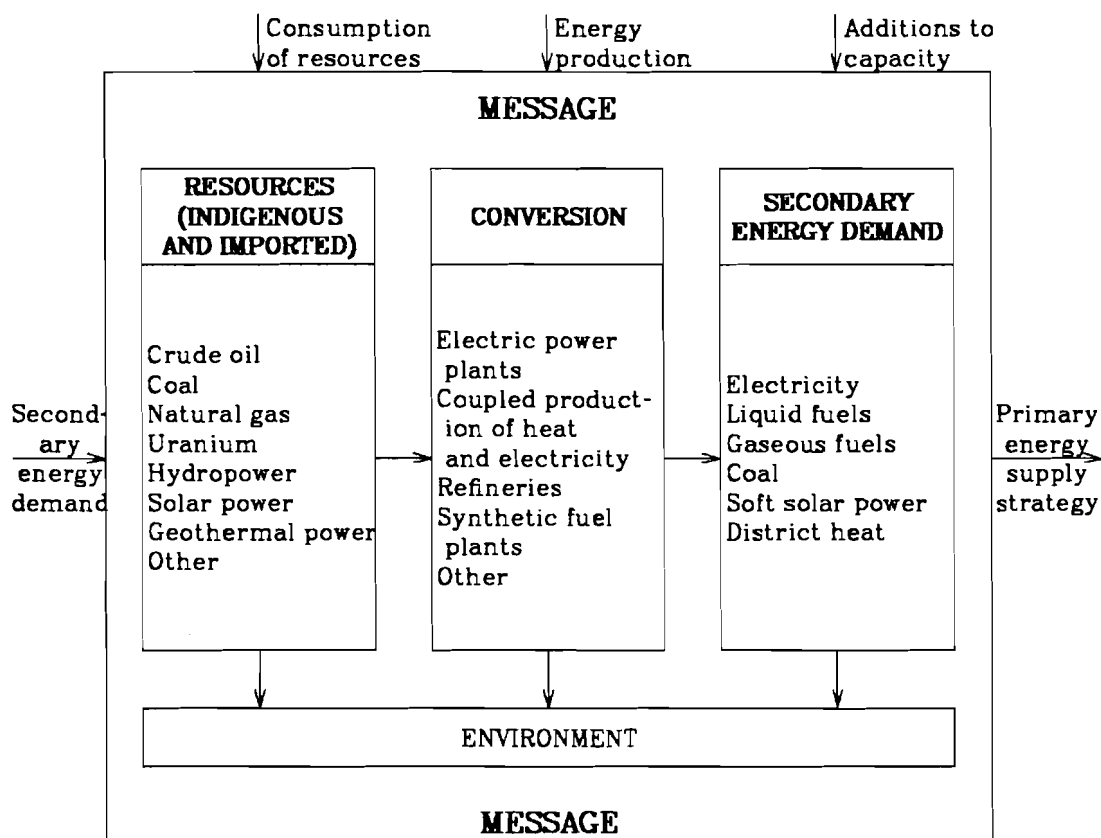 Consumption
of resources
Energy
production
Additions to
capacity
MESSAGE
RESOURCES
(INDIGENOUS
AND IMPORTED)
Crude oil
Coal
Natural gas
Uranium
Hydropower
Solar power
Geothermal power
Other
CONVERSION
Electric power
plants
Coupled product-
ion of heat
and electricity
Refineries
Synthetic fuel
plants
Other
SECONDARY
ENERGY DEMAND
Electricity
Liquid fuels
Gaseous fuels
Coal
Soft solar power
District heat
Second-
ary
energy
demand
Primary
energy
supply
strategy
ENVIRONMENT
MESSAGE